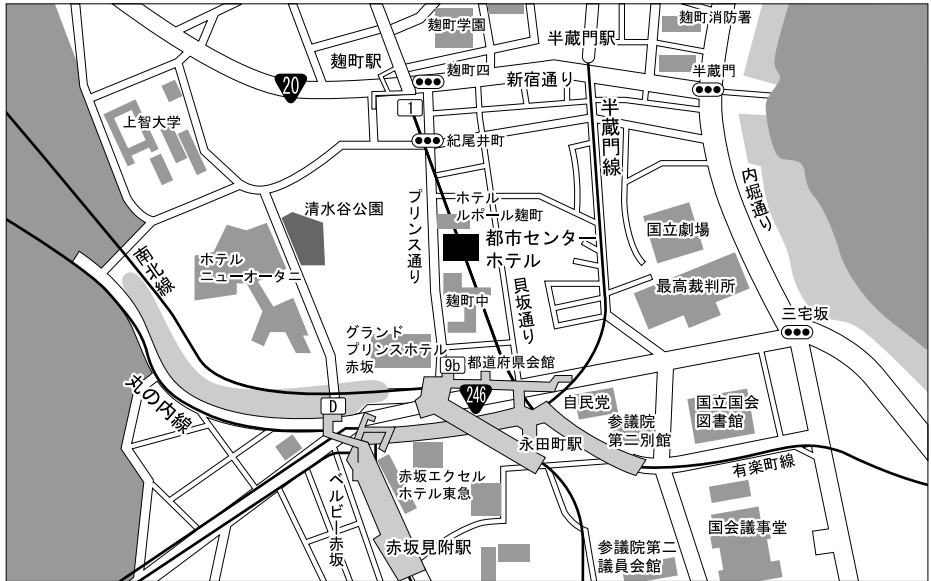 麹町学園
麹町消防署
半蔵門駅
麹町駅
麹町四
半蔵門
新宿通り
20
1
上智大学
紀尾井町
半蔵門線
内堀通り
プリンス通り
清水谷公園
ホテル
ルポール麹町
国立劇場
都市センター
ホテル
南北線
ホテル
ニューオータニ
最高裁判所
貝坂通り
麹町中
三宅坂
グランド
プリンスホテル
赤坂
9b
都道府県会館
246
D
丸の内線
自民党
国立国会
図書館
参議院
第二別館
永田町駅
有楽町線
赤坂エクセル
ホテル東急
ベルビー赤坂
国会議事堂
赤坂見附駅
参議院第二
議員会館